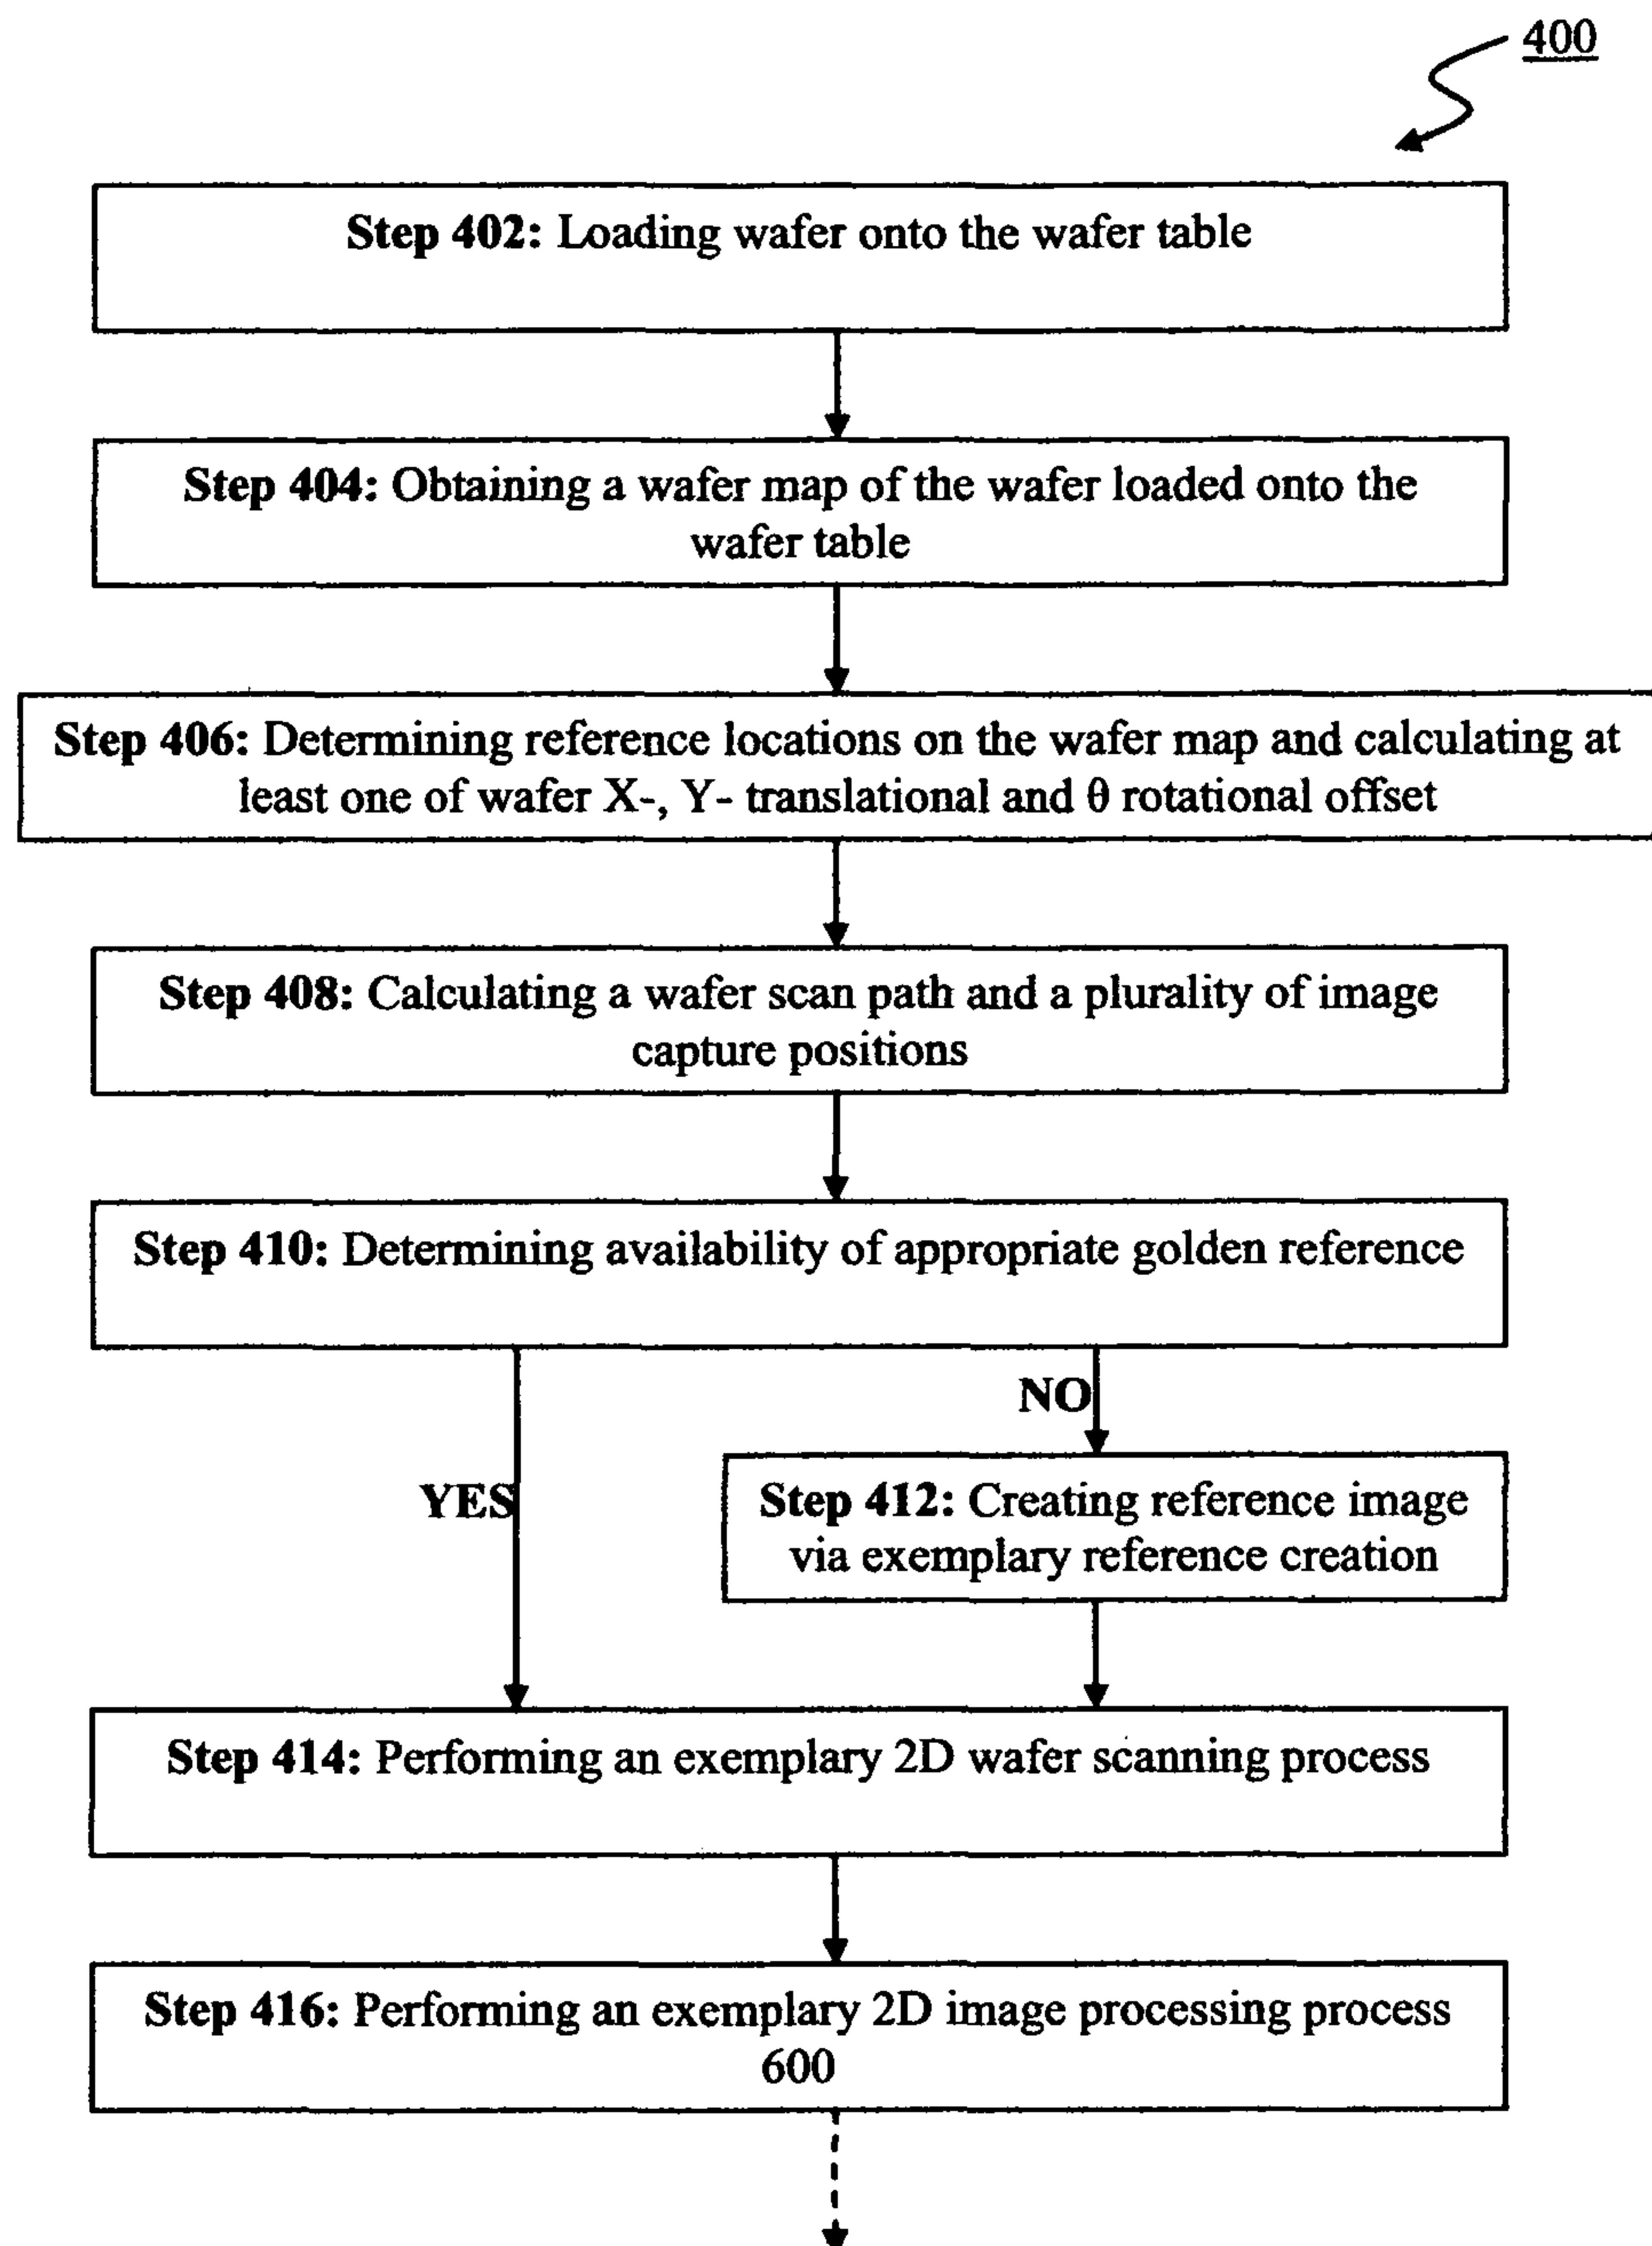 400
Step 402: Loading wafer onto the wafer table
Step 404: Obtaining a wafer map of the wafer loaded onto the
wafer table
Step 406: Determining reference locations on the wafer map and calculating at
least one of wafer X-, Y- translational and θ rotational offset
Step 408: Calculating a wafer scan path and a plurality of image
capture positions
Step 410: Determining availability of appropriate golden reference
NO
YES
Step 412: Creating reference image
via exemplary reference creation
Step 414: Performing an exemplary 2D wafer scanning process
Step 416: Performing an exemplary 2D image processing process
600